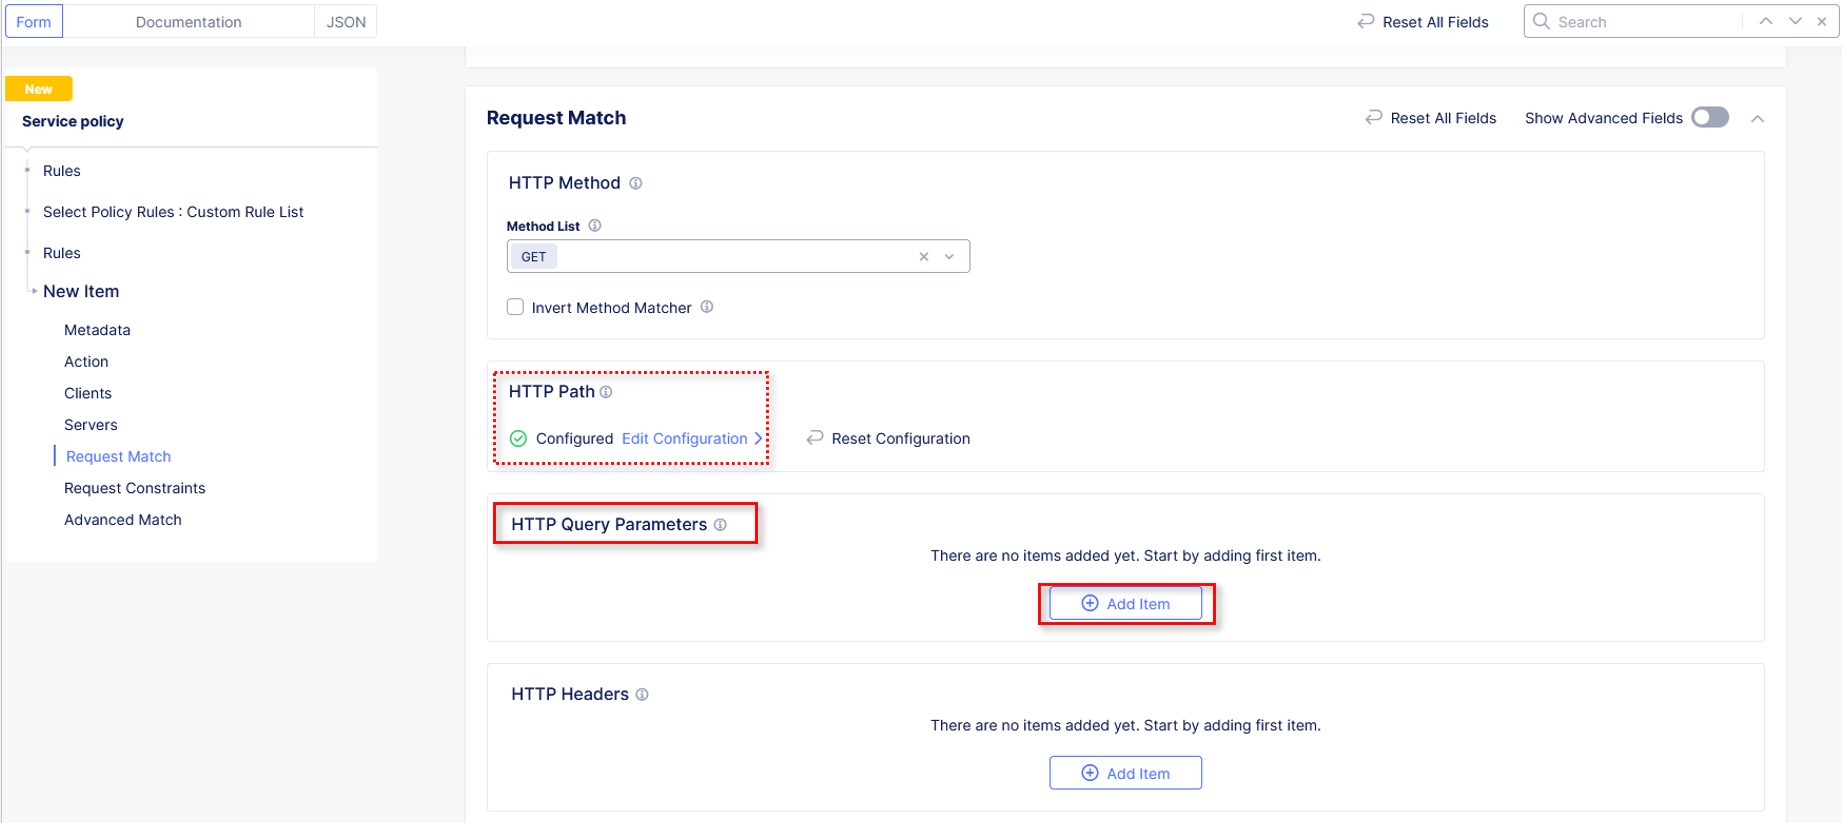 Form Documentation JSON Reset All Fields Search
New
Service policy
Rules
Select Policy Rules : Custom Rule List
Rules
New Item
Metadata
Action
Clients
Servers
Request Match
Request Constraints
Advanced Match
Request Match Reset All Fields Show Advanced Fields
HTTP Method
Method List
GET
Invert Method Matcher
HTTP Path
Configured Edit Configuration Reset Configuration
HTTP Query Parameters
There are no items added yet. Start by adding first item.
Add Item
HTTP Headers
There are no items added yet. Start by adding first item.
Add Item